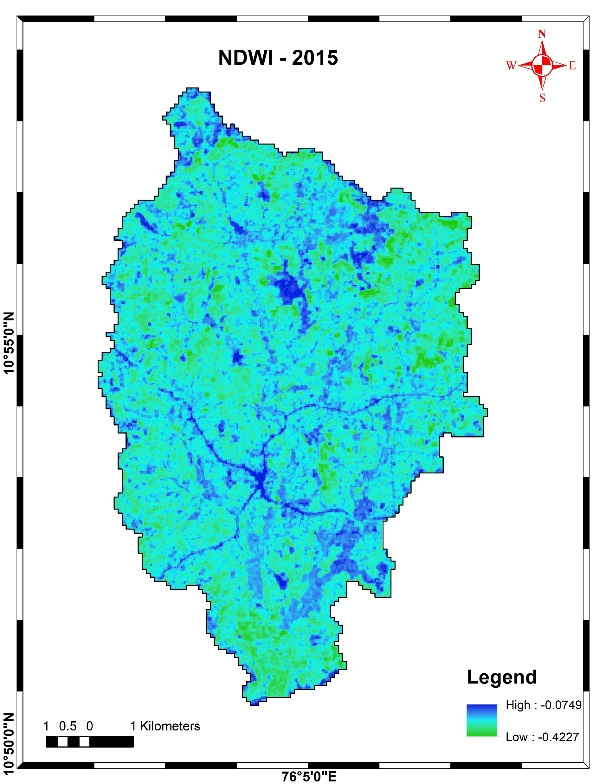 NDWI - 2015
N
W E
S
10°55'0"N
10°50'0"N
Legend
High : -0.0749
Low : -0.4227
1 0.5 0 1 Kilometers
76°5'0"E